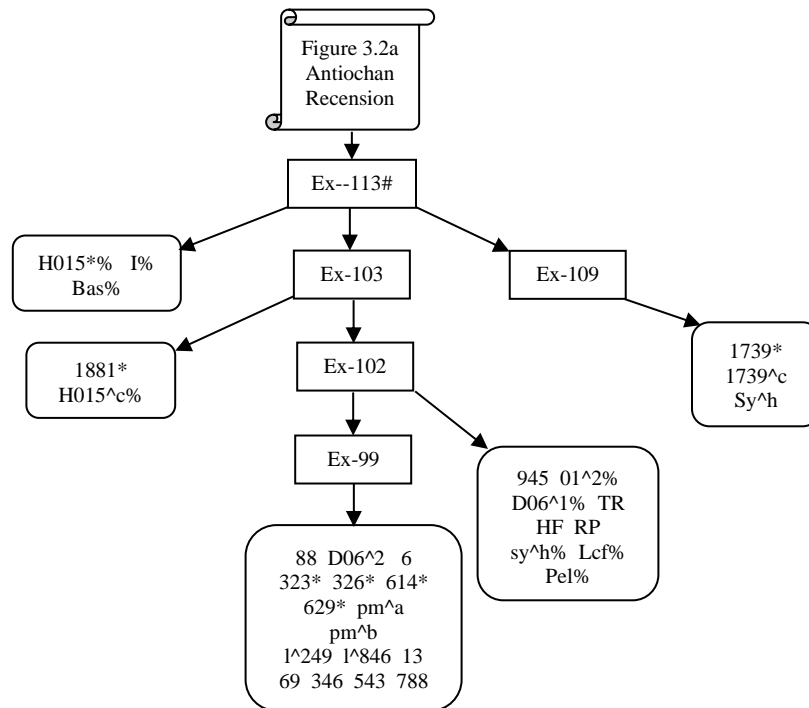 Figure 3.2a
Antiochan
Recension
Ex--113#
H015*% I%
Bas%
Ex-103
Ex-109
1881*
H015^c%
Ex-102
1739*
1739^c
Sy^h
Ex-99
945 01^2%
D06^1% TR
HF RP
sy^h% Lcf%
Pel%
88 D06^2 6
323* 326* 614*
629* pm^a
pm^b
l^249 l^846 13
69 346 543 788